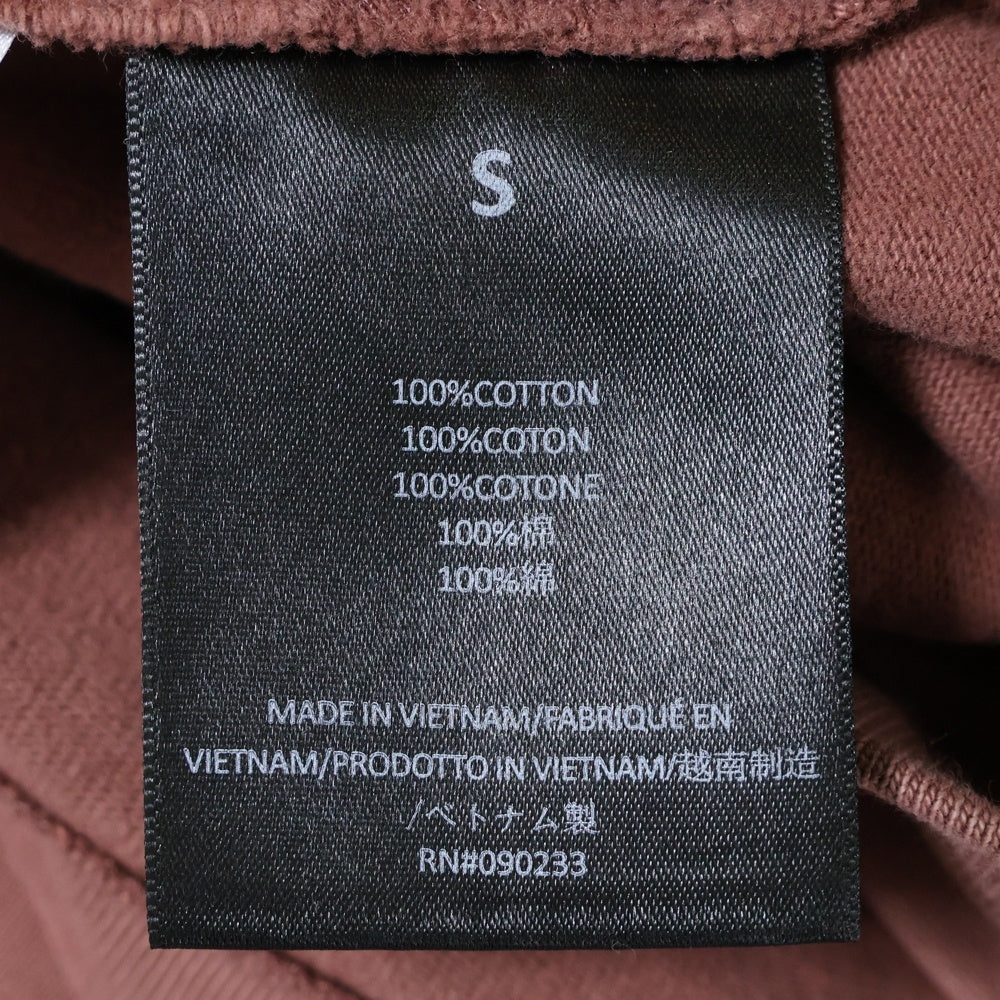 S
100%COTTON
100%COTON
100%COTONE
100%棉
100%綿
MADE IN VIETNAM/FABRIQUÉ EN
VIETNAM/PRODOTTO IN VIETNAM/越南制造
/ベトナム製
RN#090233